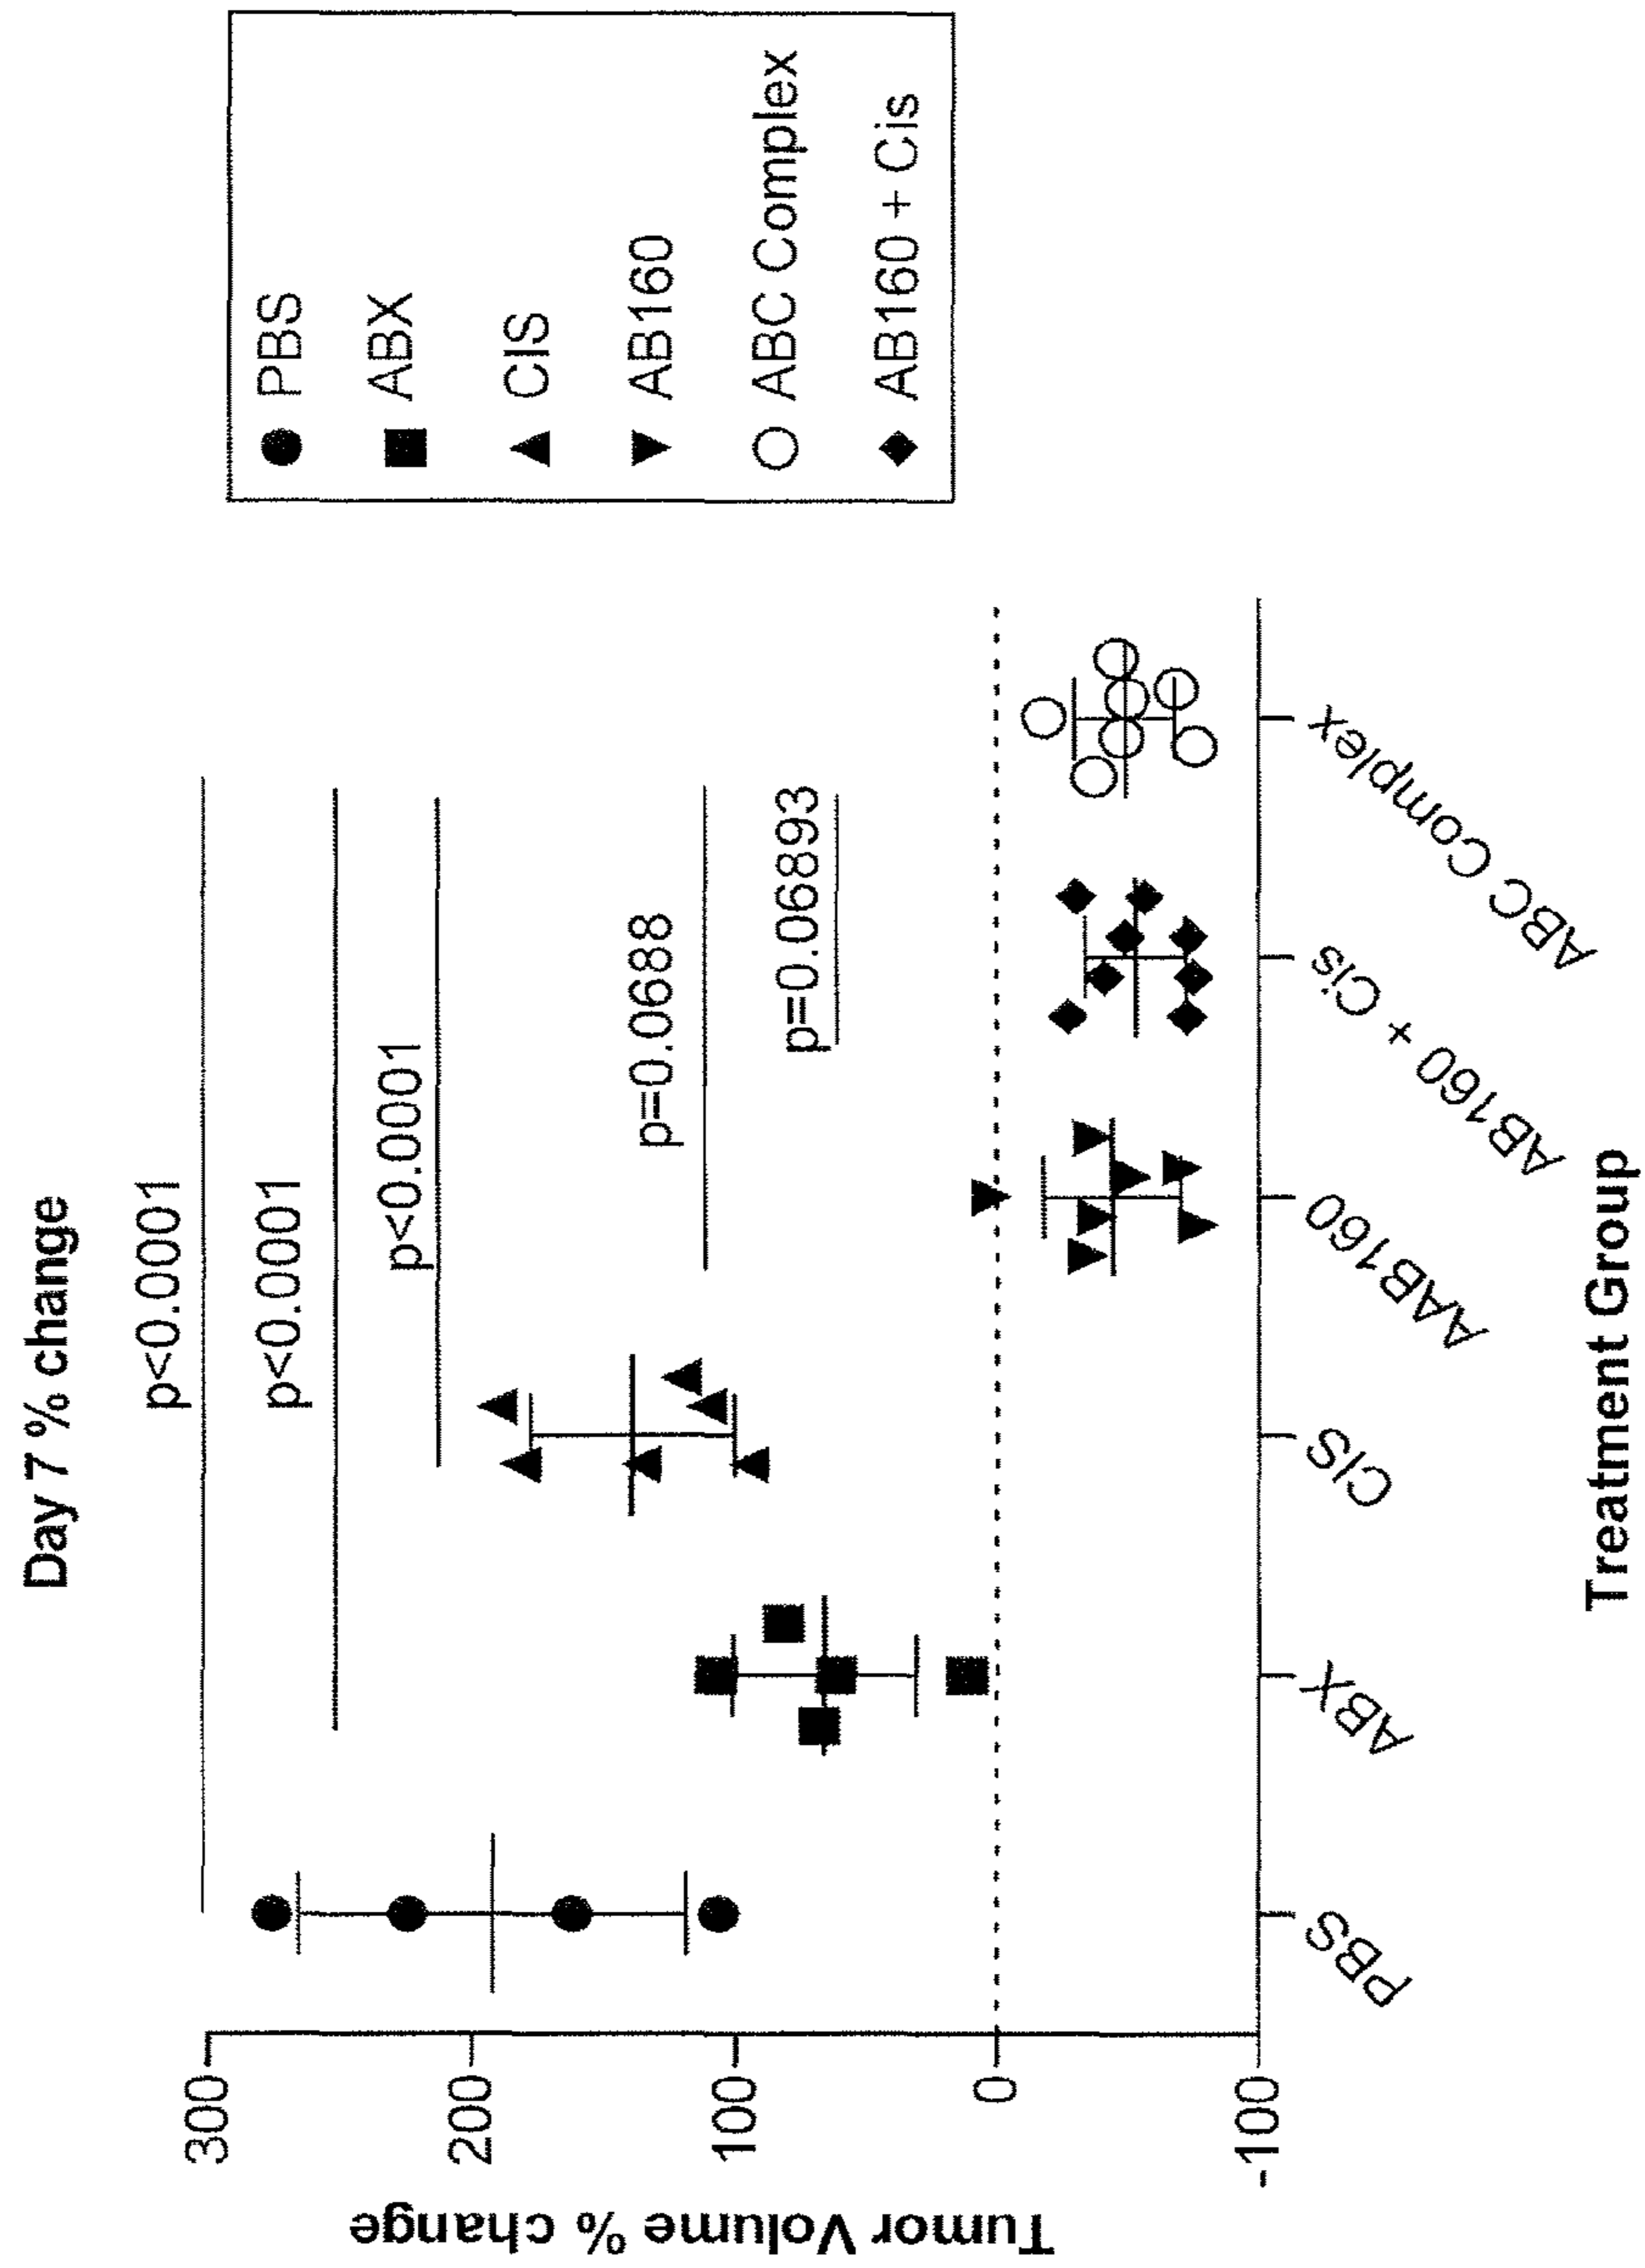 Day 7 % change
p<0.0001
p<0.0001
p<0.0001
p=0.0688
p=0.06893
300
200
100
0
-100
Tumor Volume % change
PBS
ABX
CIS
AAB160
AB160 + Cis
ABC Complex
Treatment Group
PBS
ABX
CIS
AB160
ABC Complex
AB160 + Cis